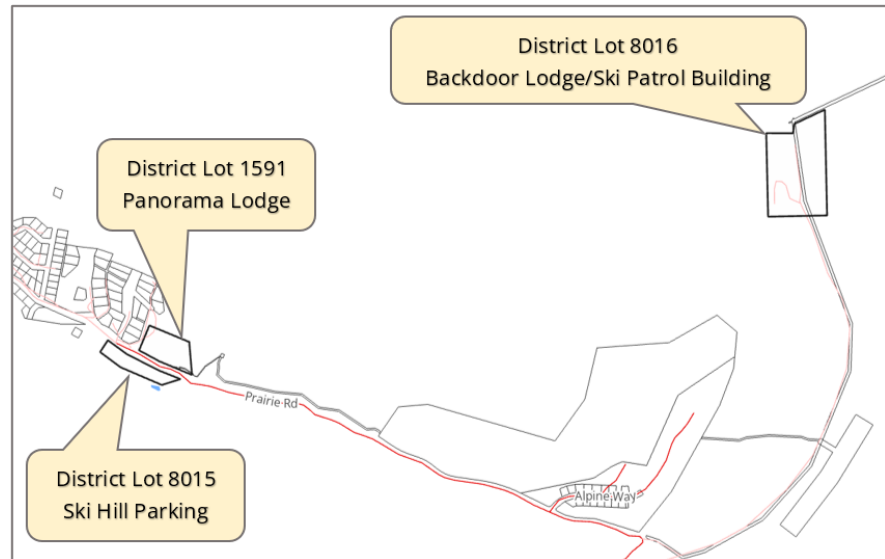 District Lot 8016
Backdoor Lodge/Ski Patrol Building
District Lot 1591
Panorama Lodge
Prairie Rd
District Lot 8015
Ski Hill Parking
Alpine Way